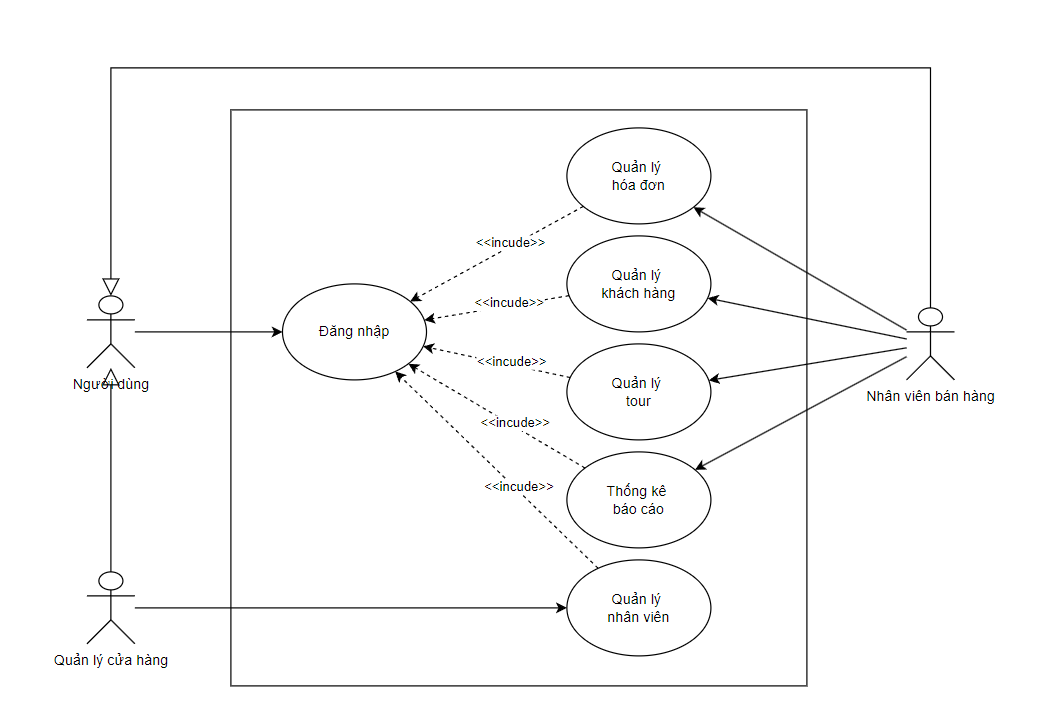 Quản lý
hóa đơn
<<incude>>
Quản lý
khách hàng
<<incude>>
Đăng nhập
<<incude>>
Quản lý
tour
Người dùng
Nhân viên bán hàng
<<incude>>
Thống kê
báo cáo
<<incude>>
Quản lý
nhân viên
Quản lý cửa hàng